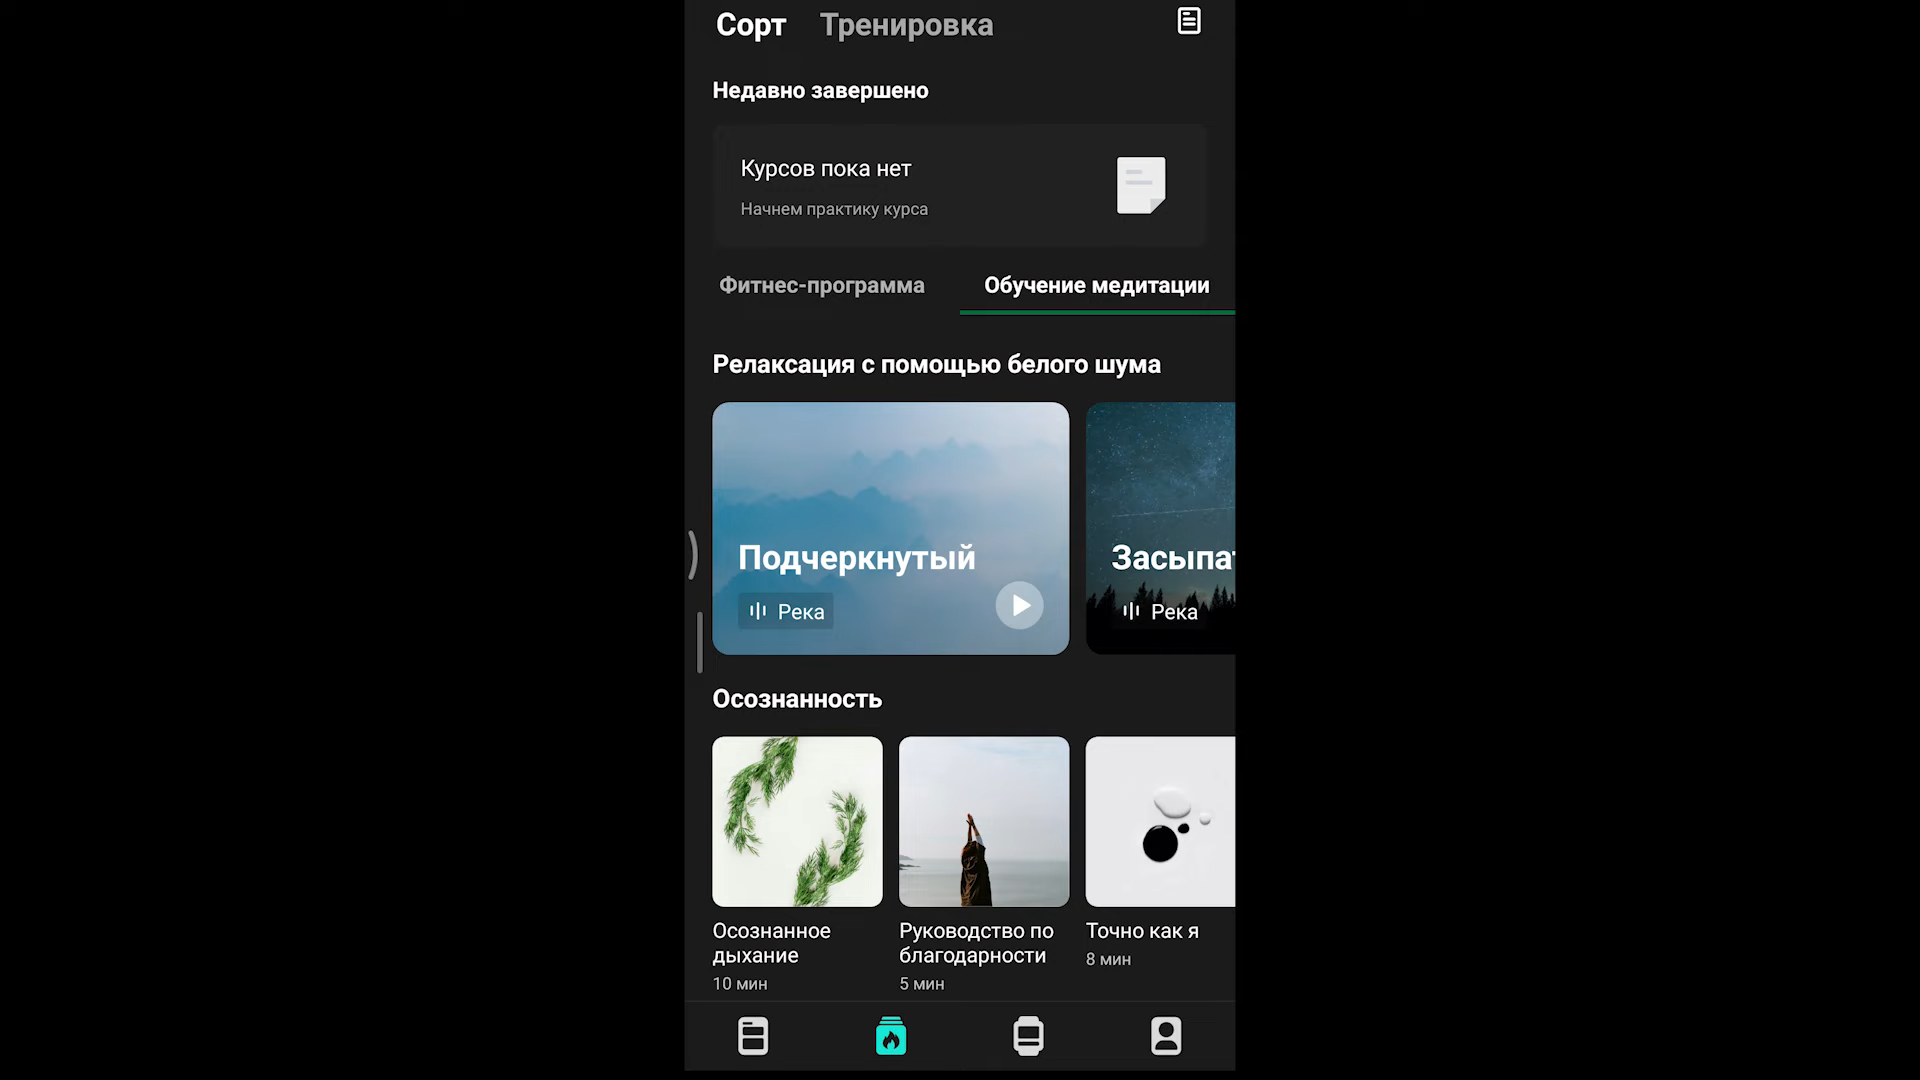 Сорт Тренировка
Недавно завершено
Курсов пока нет
Начнем практику курса
Фитнес-программа Обучение медитации
Релаксация с помощью белого шума
Подчеркнутый
Река
Засыпат
Река
Осознанность
Осознанное
дыхание
10 мин
Руководство по
благодарности
5 мин
Точно как я
8 мин